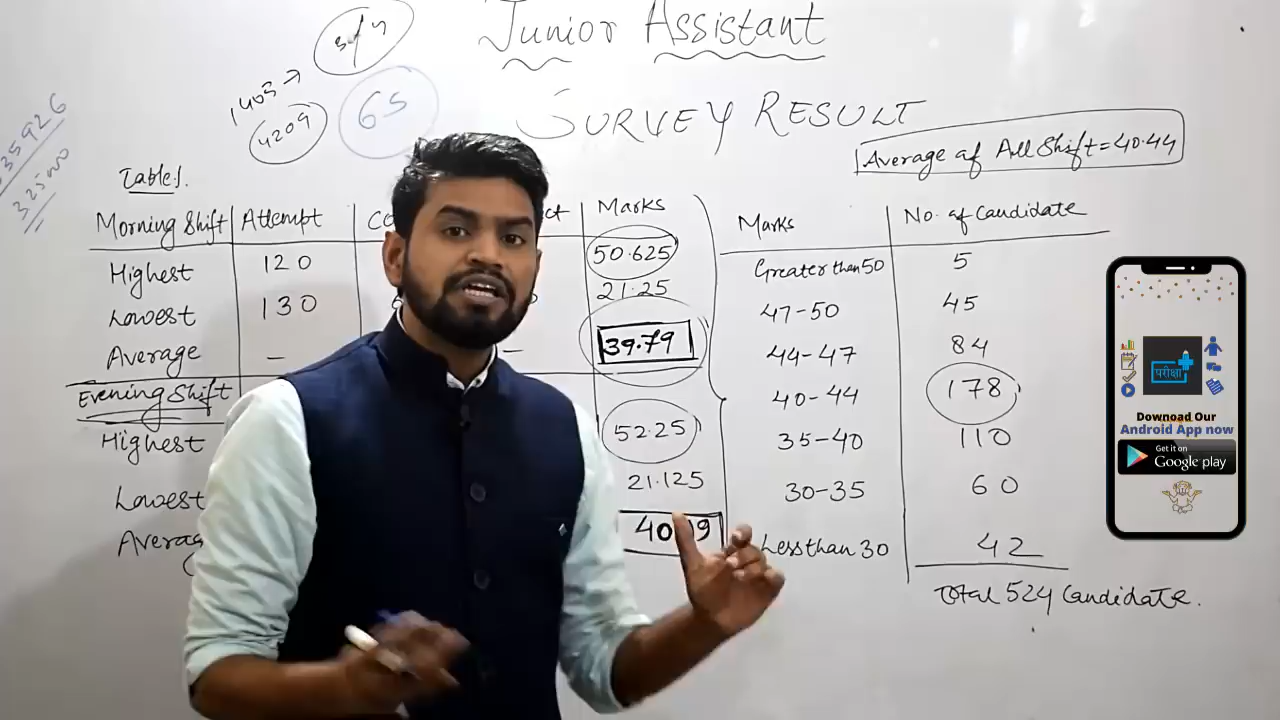 Junior Assistant
SURVEY RESULT
1403 →
4209
65
35926
Average of All Shift = 40.44
Table 1.
Morning Shift Attempt Marks
Highest 120 50.625
Lowest 130 21.25
Average – – 39.79
Evening Shift
Highest 52.25
Lowest 21.125
Average
Marks No. of Candidate
Greater than 50 5
47-50 45
44-47 84
40-44 178
35-40 110
30-35 60
Less than 30 42
Total 524 Candidate.
परीक्षा
Downoad Our
Android App now
Get it on
Google play